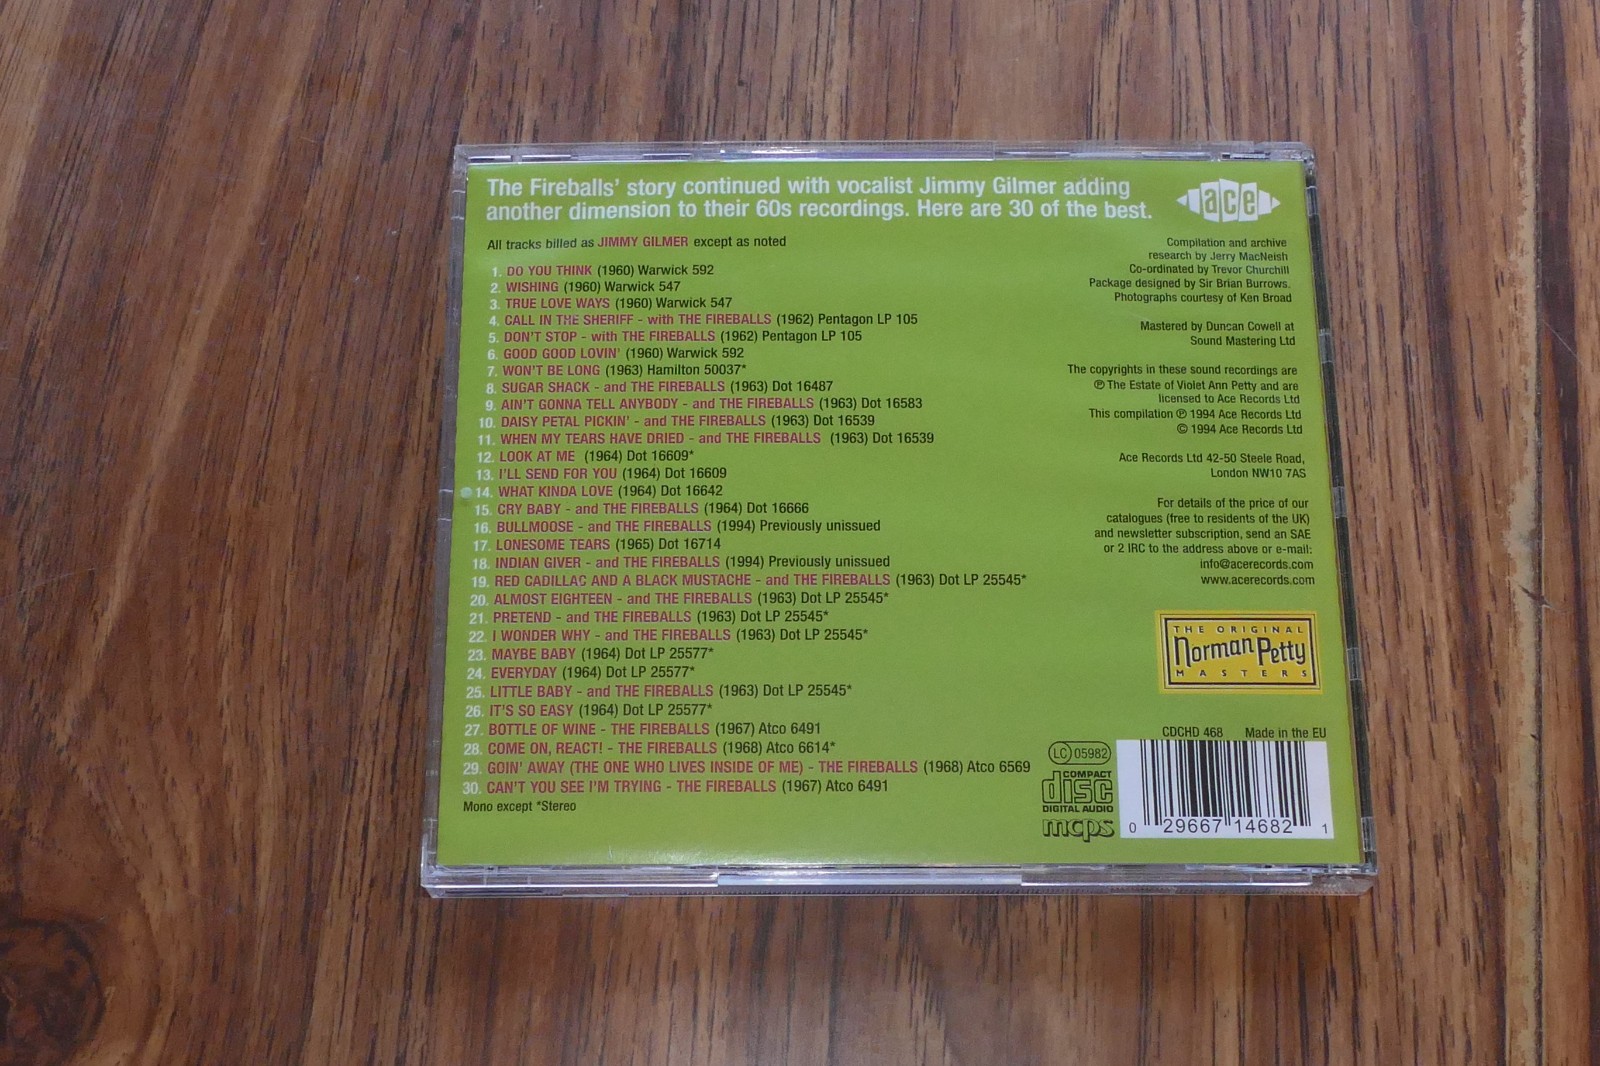 The Fireballs' story continued with vocalist Jimmy Gilmer adding
another dimension to their 60s recordings. Here are 30 of the best.
ace
All tracks billed as JIMMY GILMER except as noted
1. DO YOU THINK (1960) Warwick 592
2. WISHING (1960) Warwick 547
3. TRUE LOVE WAYS (1960) Warwick 547
4. CALL IN THE SHERIFF - with THE FIREBALLS (1962) Pentagon LP 105
5. DON'T STOP - with THE FIREBALLS (1962) Pentagon LP 105
6. GOOD GOOD LOVIN' (1960) Warwick 592
7. WON'T BE LONG (1963) Hamilton 50037*
8. SUGAR SHACK - and THE FIREBALLS (1963) Dot 16487
9. AIN'T GONNA TELL ANYBODY - and THE FIREBALLS (1963) Dot 16583
10. DAISY PETAL PICKIN' - and THE FIREBALLS (1963) Dot 16539
11. WHEN MY TEARS HAVE DRIED - and THE FIREBALLS (1963) Dot 16539
12. LOOK AT ME (1964) Dot 16609*
13. I'LL SEND FOR YOU (1964) Dot 16609
14. WHAT KINDA LOVE (1964) Dot 16642
15. CRY BABY - and THE FIREBALLS (1964) Dot 16666
16. BULLMOOSE - and THE FIREBALLS (1994) Previously unissued
17. LONESOME TEARS (1965) Dot 16714
18. INDIAN GIVER - and THE FIREBALLS (1994) Previously unissued
19. RED CADILLAC AND A BLACK MUSTACHE - and THE FIREBALLS (1963) Dot LP 25545*
20. ALMOST EIGHTEEN - and THE FIREBALLS (1963) Dot LP 25545*
21. PRETEND - and THE FIREBALLS (1963) Dot LP 25545*
22. I WONDER WHY - and THE FIREBALLS (1963) Dot LP 25545*
23. MAYBE BABY (1964) Dot LP 25577*
24. EVERYDAY (1964) Dot LP 25577*
25. LITTLE BABY - and THE FIREBALLS (1963) Dot LP 25545*
26. IT'S SO EASY (1964) Dot LP 25577*
27. BOTTLE OF WINE - THE FIREBALLS (1967) Atco 6491
28. COME ON, REACT! - THE FIREBALLS (1968) Atco 6614*
29. GOIN' AWAY (THE ONE WHO LIVES INSIDE OF ME) - THE FIREBALLS (1968) Atco 6569
30. CAN'T YOU SEE I'M TRYING - THE FIREBALLS (1967) Atco 6491
Mono except *Stereo
Compilation and archive
research by Jerry MacNeish
Co-ordinated by Trevor Churchill
Package designed by Sir Brian Burrows.
Photographs courtesy of Ken Broad
Mastered by Duncan Cowell at
Sound Mastering Ltd
The copyrights in these sound recordings are
℗ The Estate of Violet Ann Petty and are
licensed to Ace Records Ltd
This compilation ℗ 1994 Ace Records Ltd
© 1994 Ace Records Ltd
Ace Records Ltd 42-50 Steele Road,
London NW10 7AS
For details of the price of our
catalogues (free to residents of the UK)
and newsletter subscription, send an SAE
or 2 IRC to the address above or e-mail:
info@acerecords.com
www.acerecords.com
THE ORIGINAL
Norman Petty
MASTERS
CDCHD 468 Made in the EU
LC 05982
COMPACT
disc
DIGITAL AUDIO
mcps
0 29667 14682 1